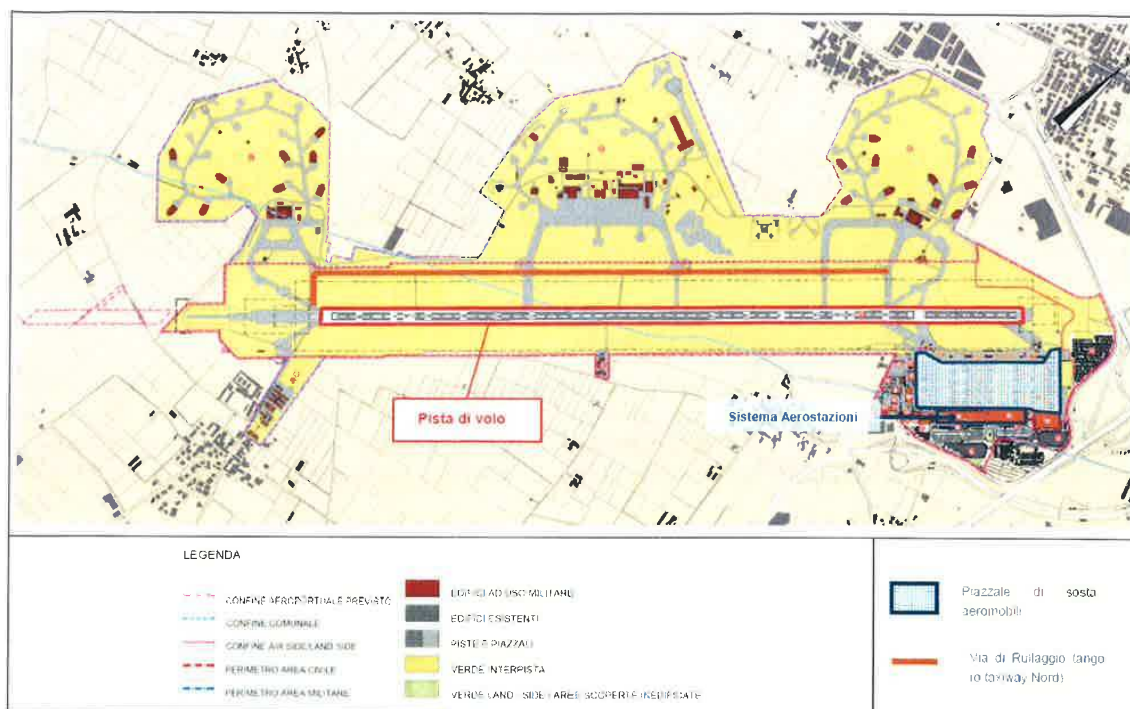 Pista di volo
Sistema Aerostazioni
LEGENDA
CONFINE AEROPORTUALE PREVISTO
CONFINE COMUNALE
CONFINE AIR SIDE LAND SIDE
PERIMETRO AREA CIVILE
PERIMETRO AREA MILITARE
EDIFICI AD USO MILITARE
EDIFICI ESISTENTI
PISTE E PIAZZALI
VERDE INTERPISTA
VERDE LAND SIDE (AREE SCOPERTE INEDIFICATE
Piazzale di sosta
aeromobili
Via di Rullaggio tango
(taxiway Nord)